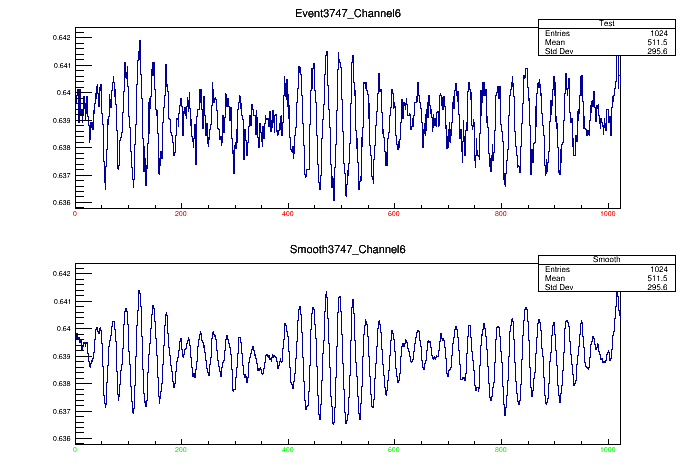 Event3747_Channel6
Test
Entries 1024
Mean 511.5
Std Dev 295.6
0.642
0.641
0.64
0.639
0.638
0.637
0.636
0 200 400 600 800 1000
Smooth3747_Channel6
Smooth
Entries 1024
Mean 511.5
Std Dev 295.6
0.642
0.641
0.64
0.639
0.638
0.637
0.636
0 200 400 600 800 1000